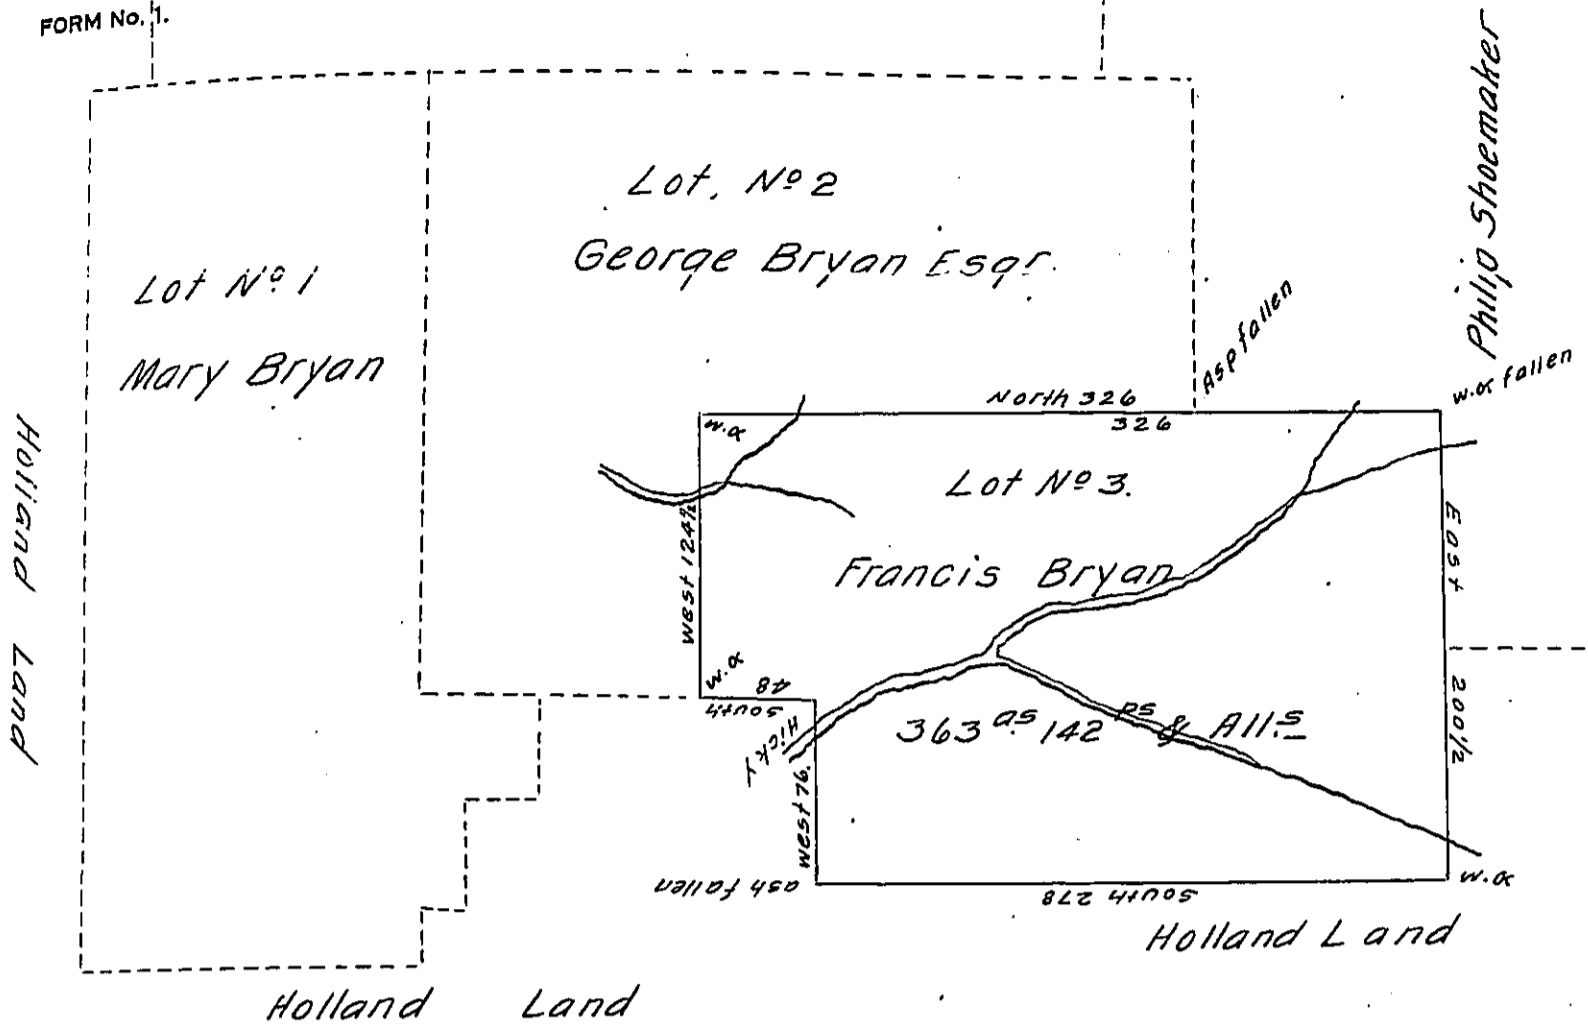 FORM No. 1.
Philip Shoemaker
Lot, Nº 2
George Bryan Esqr.
Lot Nº 1
Mary Bryan
Asp fallen
w.o fallen
North 326
326
w.o
Lot Nº 3.
Holland Land
West 124½
East 200½
Francis Bryan
w.o
48
South
Hicky
363 as. 142 ps & All.s
West 76.
ash fallen
South 278
w.o
Holland Land
Holland Land